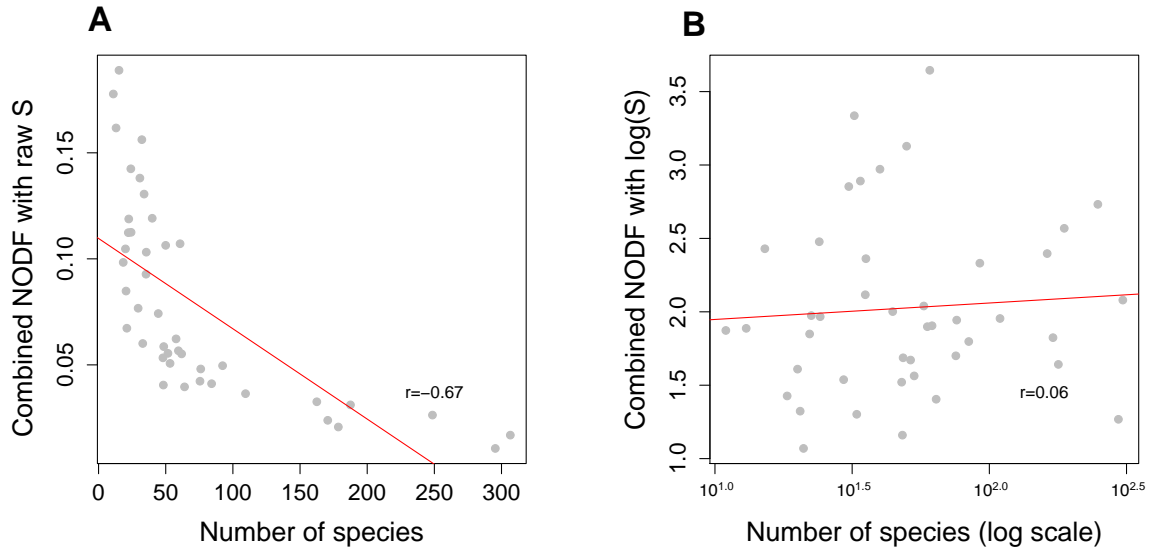 A
Combined NODF with raw S
0.05
0.10
0.15
0 50 100 150 200 250 300
Number of species
r=−0.67
B
Combined NODF with log(S)
1.0
1.5
2.0
2.5
3.0
3.5
10^1.0 10^1.5 10^2.0 10^2.5
Number of species (log scale)
r=0.06